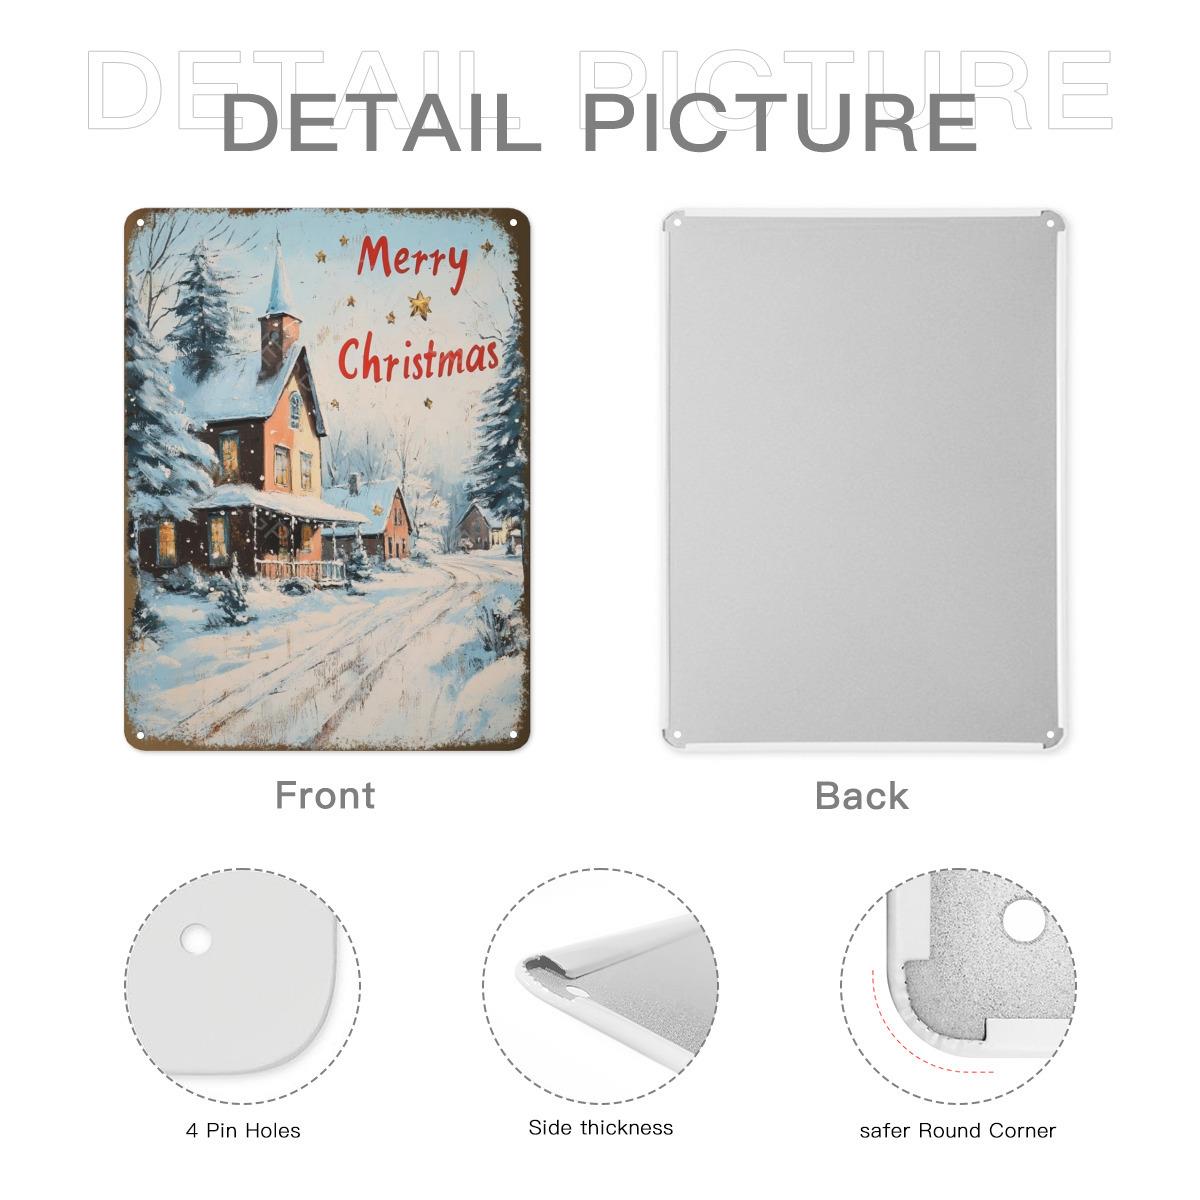 DETAIL PICTURE
DETAIL PICTURE
Merry
Christmas
Front
Back
4 Pin Holes
Side thickness
safer Round Corner